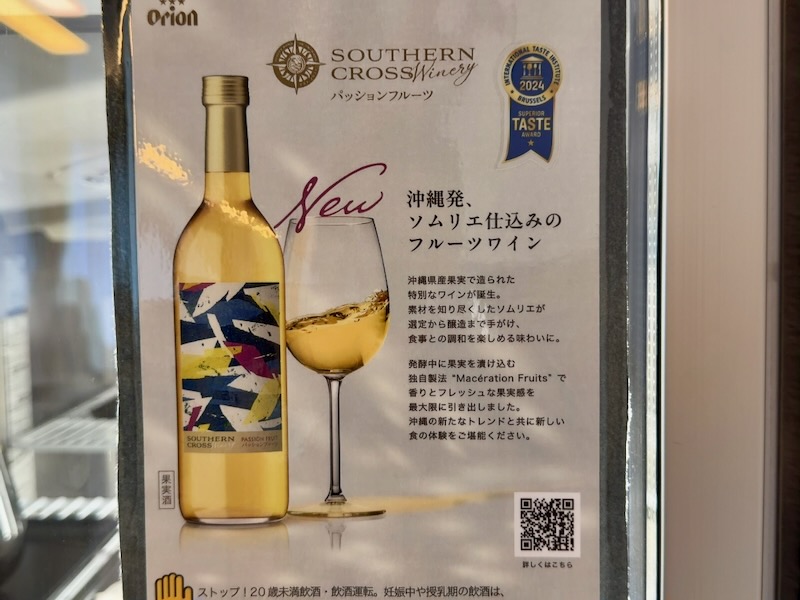 Orion
SOUTHERN
CROSS Winery
パッションフルーツ
INTERNATIONAL TASTE INSTITUTE
2024
BRUSSELS
SUPERIOR
TASTE
AWARD
New
沖縄発、
ソムリエ仕込みの
フルーツワイン
沖縄県産果実で造られた
特別なワインが誕生。
素材を知り尽くしたソムリエが
選定から醸造まで手がけ、
食事との調和を楽しめる味わいに。
発酵中に果実を漬け込む
独自製法 “Macération Fruits” で
香りとフレッシュな果実感を
最大限に引き出しました。
沖縄の新たなトレンドと共に新しい
食の体験をご堪能ください。
SOUTHERN
CROSS
PASSION FRUIT
パッションフルーツ
果実酒
詳しくはこちら
ストップ!20歳未満飲酒・飲酒運転。妊娠中や授乳期の飲酒は、